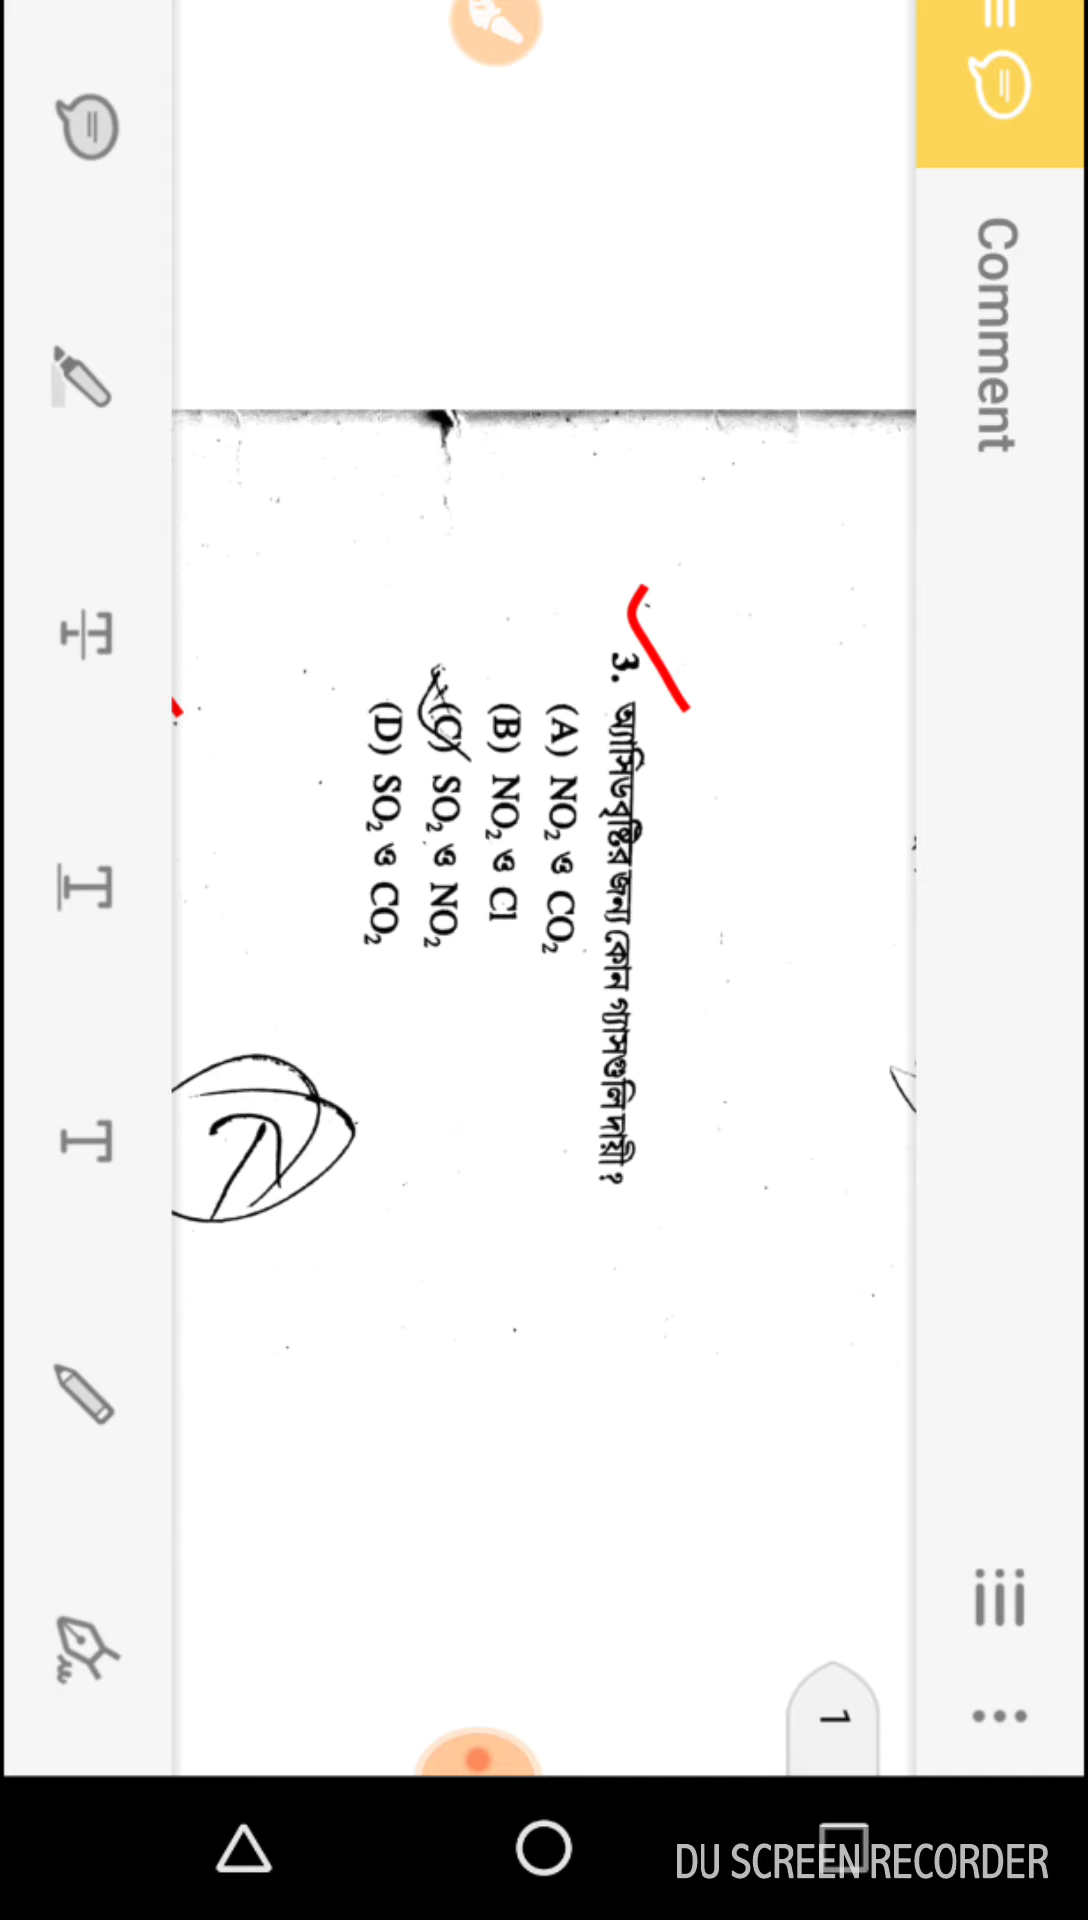 Comment
1
3. অ্যাসিডবৃষ্টির জন্য কোন গ্যাসগুলি দায়ী ?
(A) NO₂ ও CO₂
(B) NO₂ ও Cl
(C) SO₂ ও NO₂
(D) SO₂ ও CO₂
DU SCREEN RECORDER